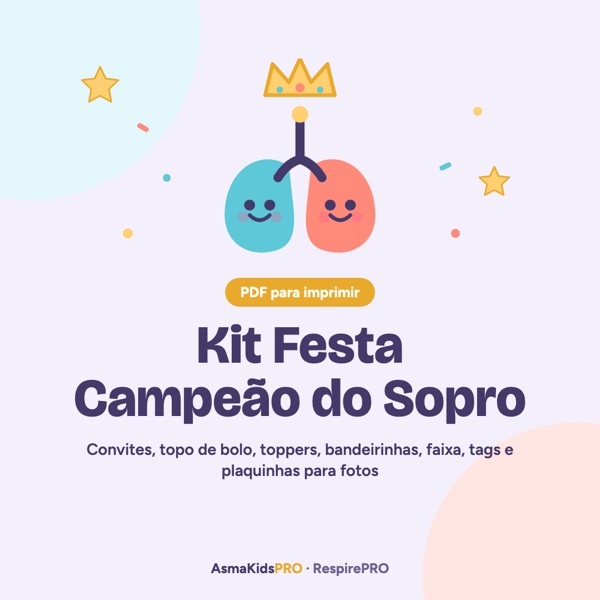 PDF para imprimir
Kit Festa
Campeão do Sopro
Convites, topo de bolo, toppers, bandeirinhas, faixa, tags e
plaquinhas para fotos
AsmaKidsPRO · RespirePRO